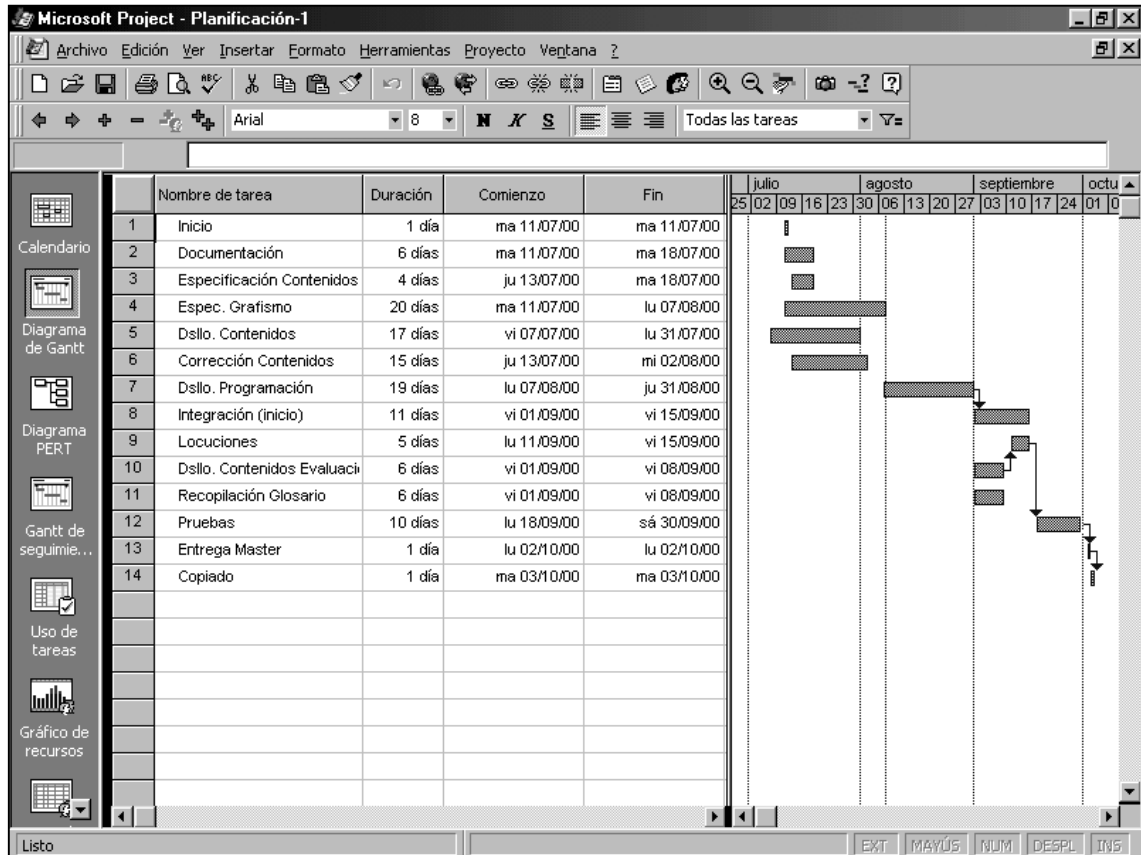 Microsoft Project - Planificación-1
Archivo Edición Ver Insertar Formato Herramientas Proyecto Ventana ?
Arial 8 N K S Todas las tareas
Nombre de tarea Duración Comienzo Fin
julio agosto septiembre octu
25 02 09 16 23 30 06 13 20 27 03 10 17 24 01 0
1 Inicio 1 día ma 11/07/00 ma 11/07/00
2 Documentación 6 días ma 11/07/00 ma 18/07/00
3 Especificación Contenidos 4 días ju 13/07/00 ma 18/07/00
4 Espec. Grafismo 20 días ma 11/07/00 lu 07/08/00
5 Dsllo. Contenidos 17 días vi 07/07/00 lu 31/07/00
6 Corrección Contenidos 15 días ju 13/07/00 mi 02/08/00
7 Dsllo. Programación 19 días lu 07/08/00 ju 31/08/00
8 Integración (inicio) 11 días vi 01/09/00 vi 15/09/00
9 Locuciones 5 días lu 11/09/00 vi 15/09/00
10 Dsllo. Contenidos Evaluaci 6 días vi 01/09/00 vi 08/09/00
11 Recopilación Glosario 6 días vi 01/09/00 vi 08/09/00
12 Pruebas 10 días lu 18/09/00 sá 30/09/00
13 Entrega Master 1 día lu 02/10/00 lu 02/10/00
14 Copiado 1 día ma 03/10/00 ma 03/10/00
Calendario
Diagrama
de Gantt
Diagrama
PERT
Gantt de
seguimie...
Uso de
tareas
Gráfico de
recursos
Listo EXT MAYÚS NUM DESPL INS